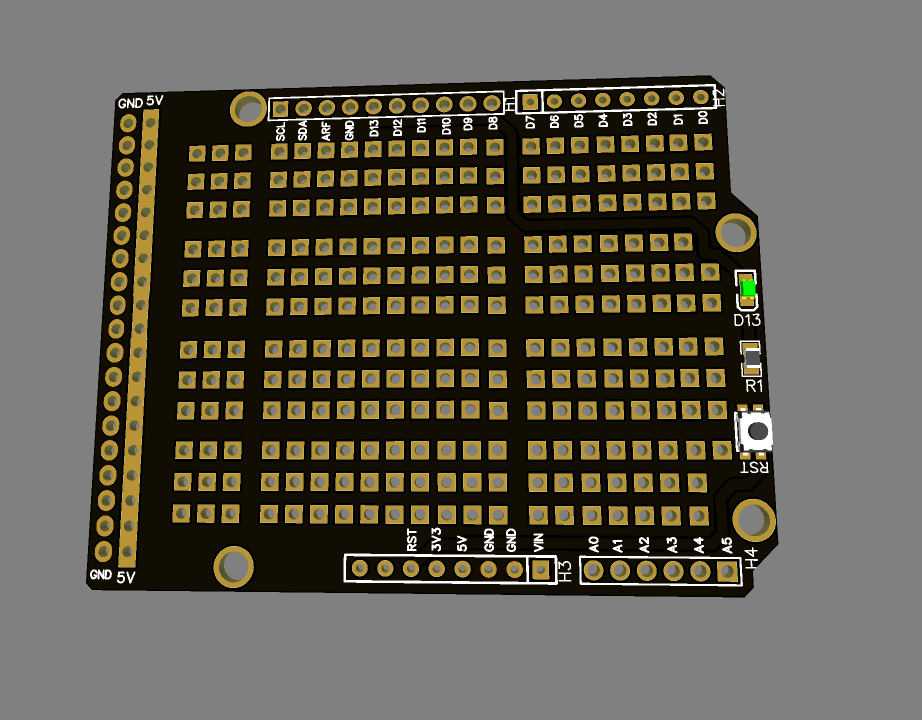 GND 5V
SCL SDA ARF GND D13 D12 D11 D10 D9 D8 H1
D7 D6 D5 D4 D3 D2 D1 D0 H2
D13
R1
RST
RST 3V3 5V GND GND VIN H3
A0 A1 A2 A3 A4 A5 H4
GND 5V